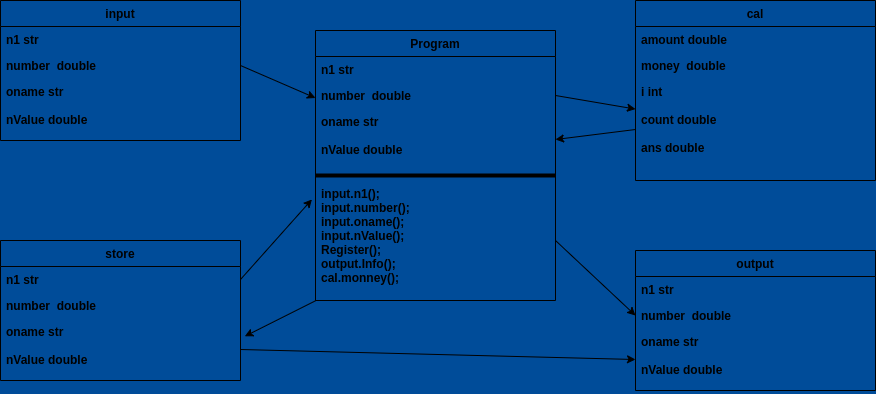 input
n1 str
number  double
oname str
nValue double
Program
n1 str
number  double
oname str
nValue double
input.n1();
input.number();
input.oname();
input.nValue();
Register();
output.Info();
cal.monney();
cal
amount double
money  double
i int
count double
ans double
store
n1 str
number  double
oname str
nValue double
output
n1 str
number  double
oname str
nValue double